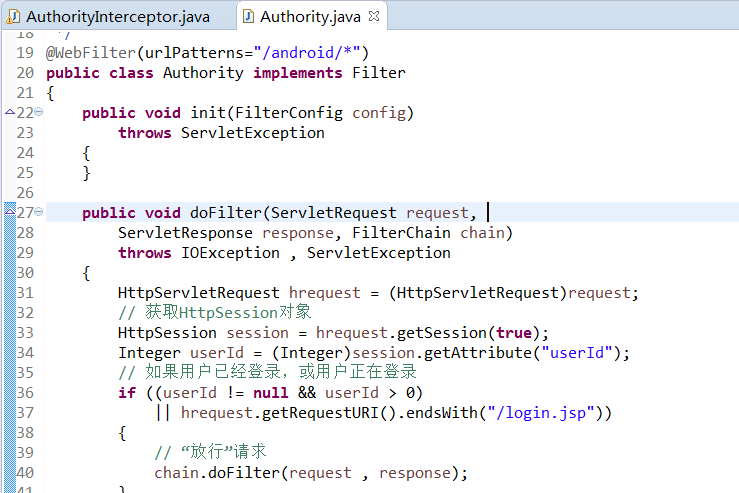 AuthorityInterceptor.java Authority.java
18 */
19 @WebFilter(urlPatterns="/android/*")
20 public class Authority implements Filter
21 {
22 public void init(FilterConfig config)
23 throws ServletException
24 {
25 }
26
27 public void doFilter(ServletRequest request,
28 ServletResponse response, FilterChain chain)
29 throws IOException , ServletException
30 {
31 HttpServletRequest hrequest = (HttpServletRequest)request;
32 // 获取HttpSession对象
33 HttpSession session = hrequest.getSession(true);
34 Integer userId = (Integer)session.getAttribute("userId");
35 // 如果用户已经登录，或用户正在登录
36 if ((userId != null && userId > 0)
37 || hrequest.getRequestURI().endsWith("/login.jsp"))
38 {
39 // “放行”请求
40 chain.doFilter(request , response);
41 }